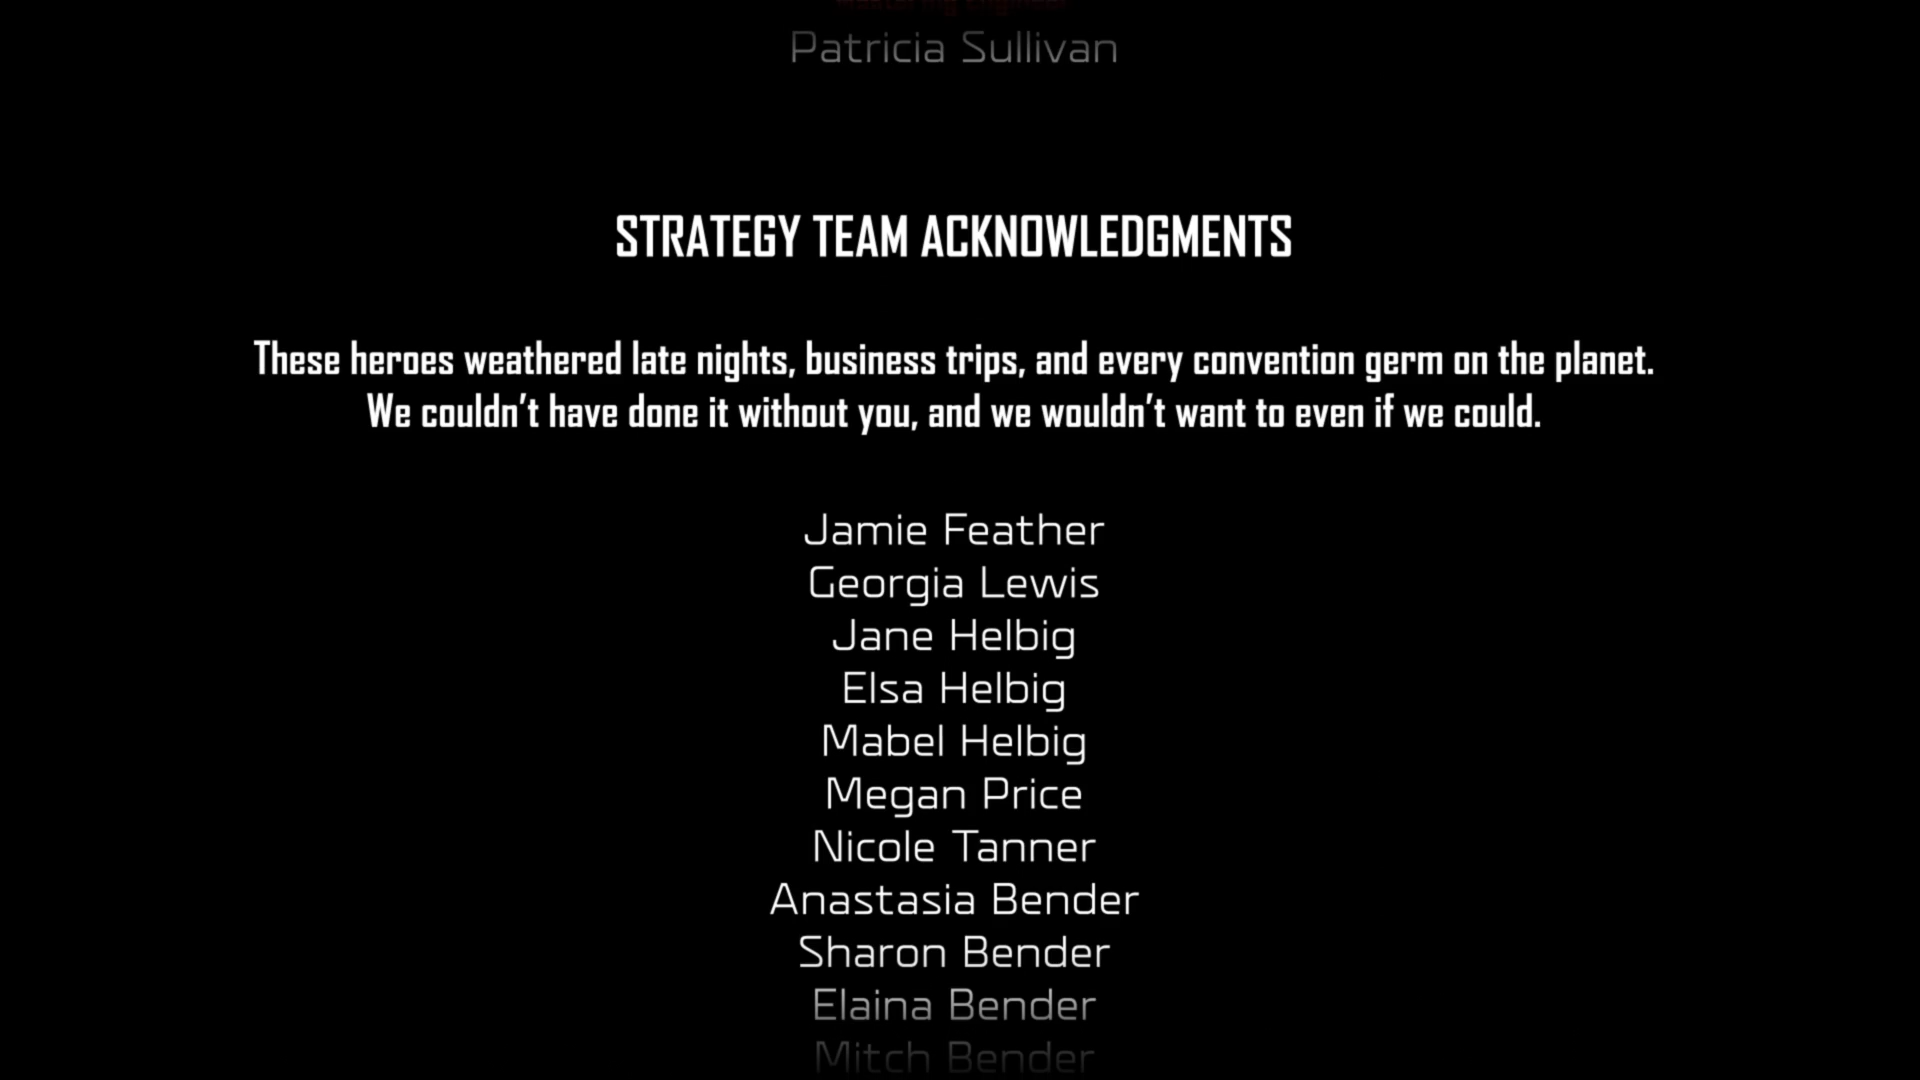 Patricia Sullivan
STRATEGY TEAM ACKNOWLEDGMENTS
These heroes weathered late nights, business trips, and every convention germ on the planet.
We couldn't have done it without you, and we wouldn't want to even if we could.
Jamie Feather
Georgia Lewis
Jane Helbig
Elsa Helbig
Mabel Helbig
Megan Price
Nicole Tanner
Anastasia Bender
Sharon Bender
Elaina Bender
Mitch Bender